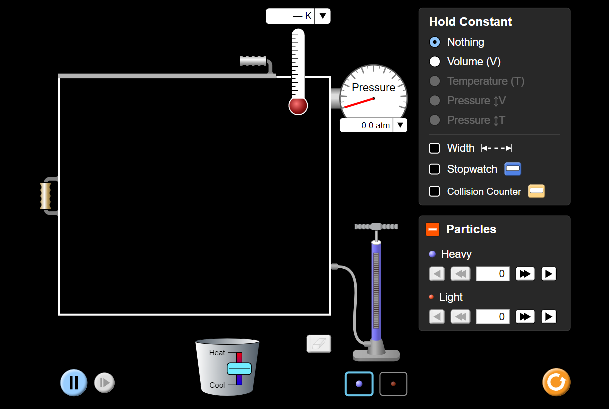 — K
Pressure
0.0 atm
Heat
Cool
Hold Constant
Nothing
Volume (V)
Temperature (T)
Pressure ↕V
Pressure ↕T
Width
Stopwatch
Collision Counter
Particles
Heavy
0
Light
0